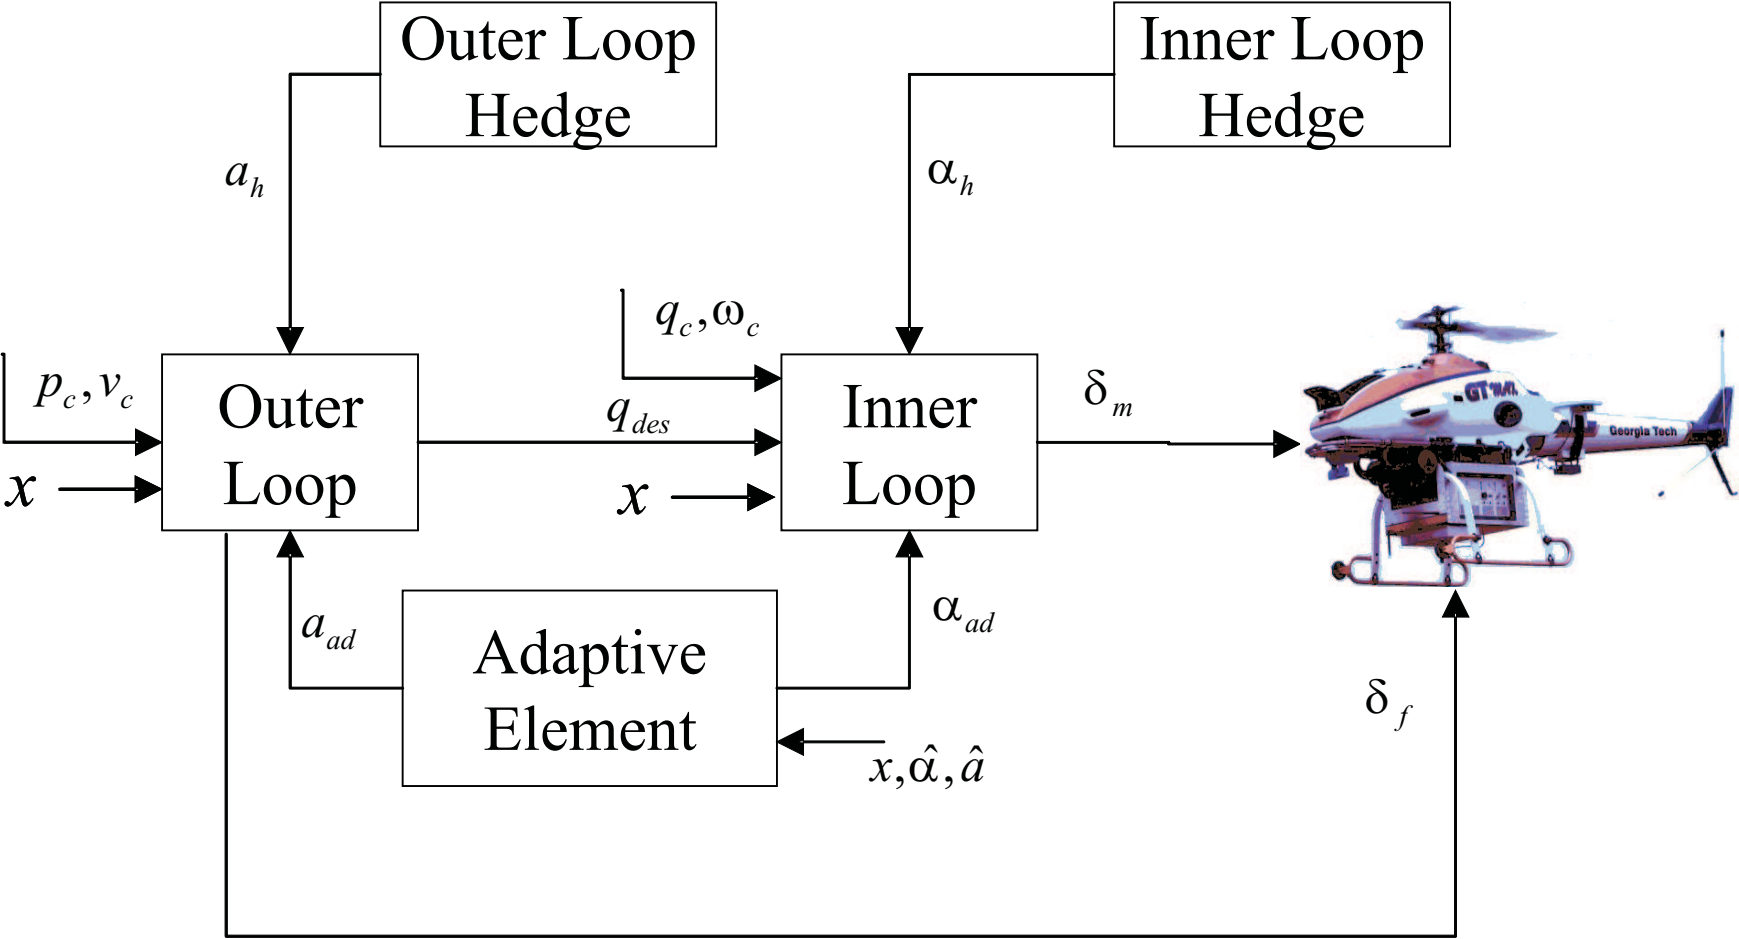 Outer Loop
Hedge
Inner Loop
Hedge
a_h
α_h
p_c, v_c
x
Outer
Loop
q_c, ω_c
q_des
x
Inner
Loop
δ_m
GT MAX
Georgia Tech
a_ad
Adaptive
Element
α_ad
x, α̂, â
δ_f